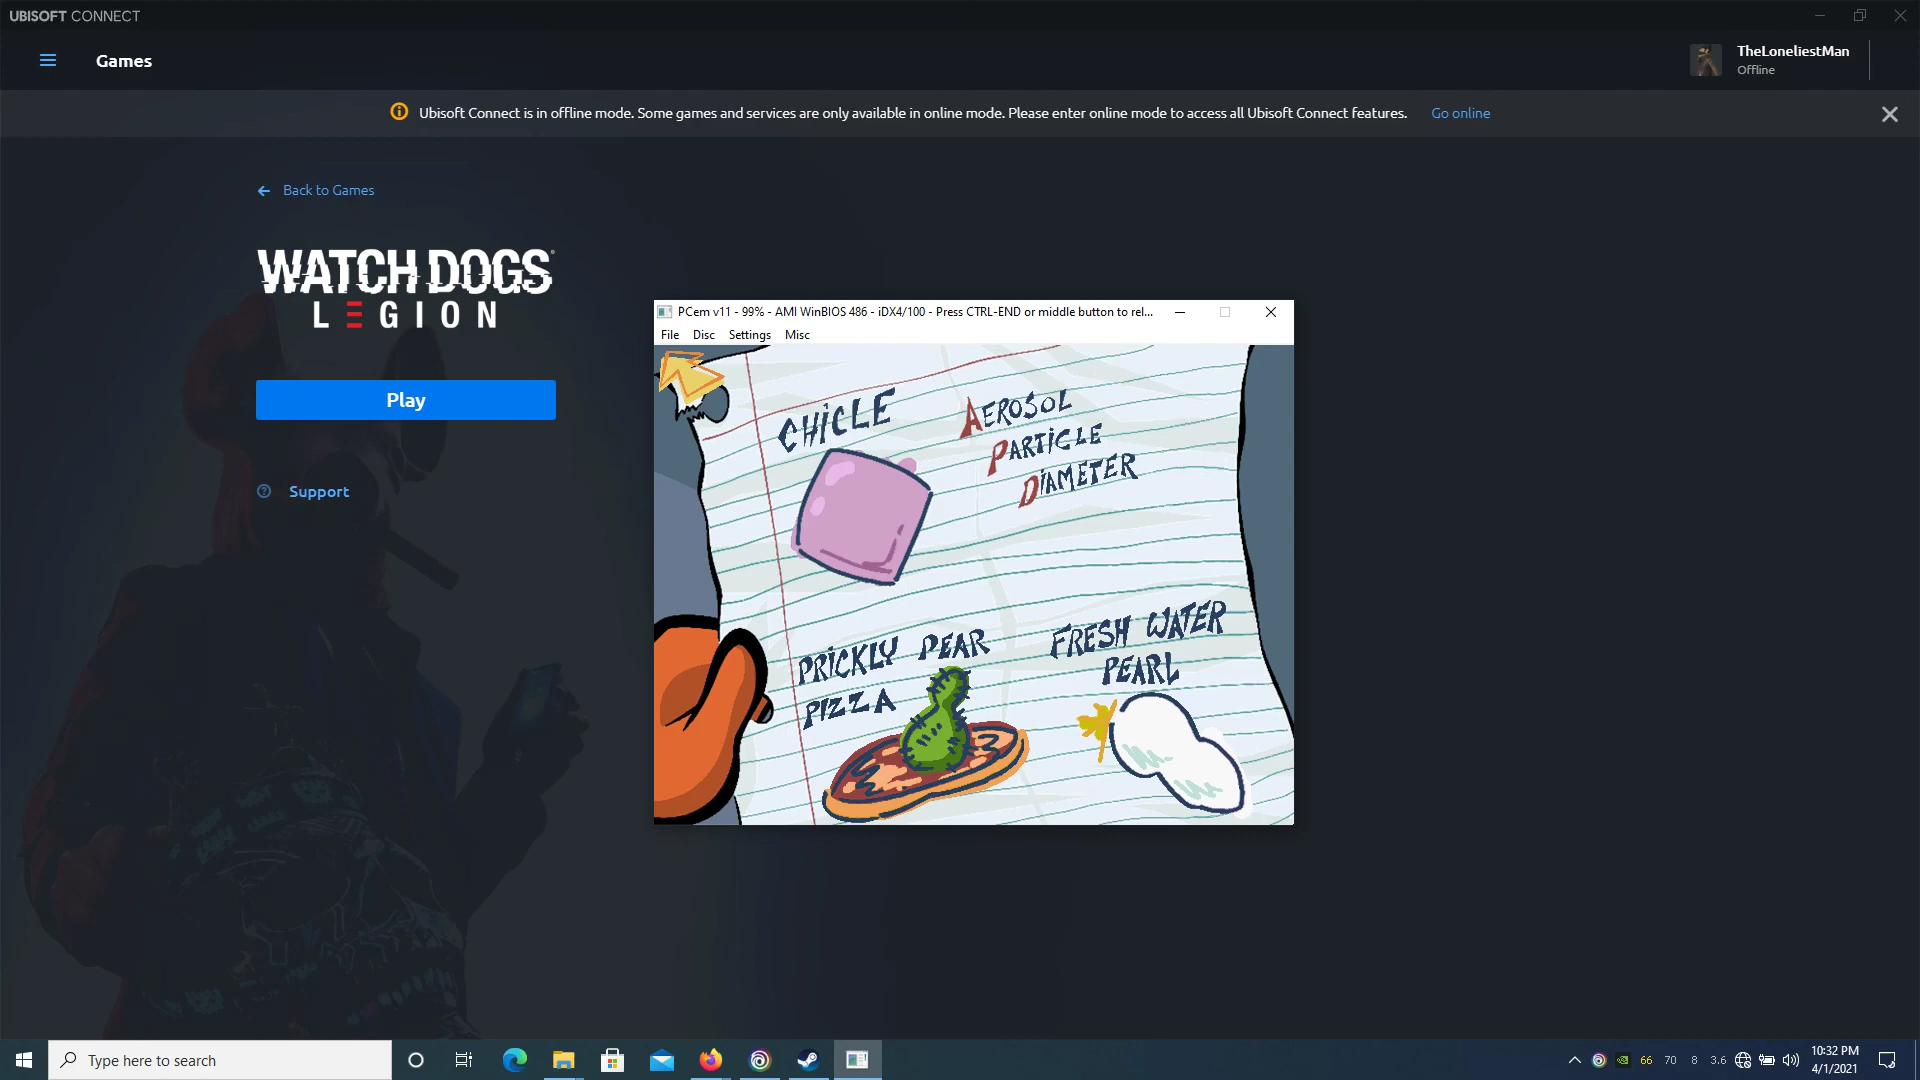 UBISOFT CONNECT
Games
TheLoneliestMan
Offline
Ubisoft Connect is in offline mode. Some games and services are only available in online mode. Please enter online mode to access all Ubisoft Connect features. Go online
Back to Games
WATCH DOGS
LEGION
Play
Support
PCem v11 - 99% - AMI WinBIOS 486 - iDX4/100 - Press CTRL-END or middle button to rel...
File Disc Settings Misc
CHICLE
AEROSOL
PARTICLE
DIAMETER
PRICKLY PEAR
PIZZA
FRESH WATER
PEARL
Type here to search
66 70 8 3.6
10:32 PM
4/1/2021